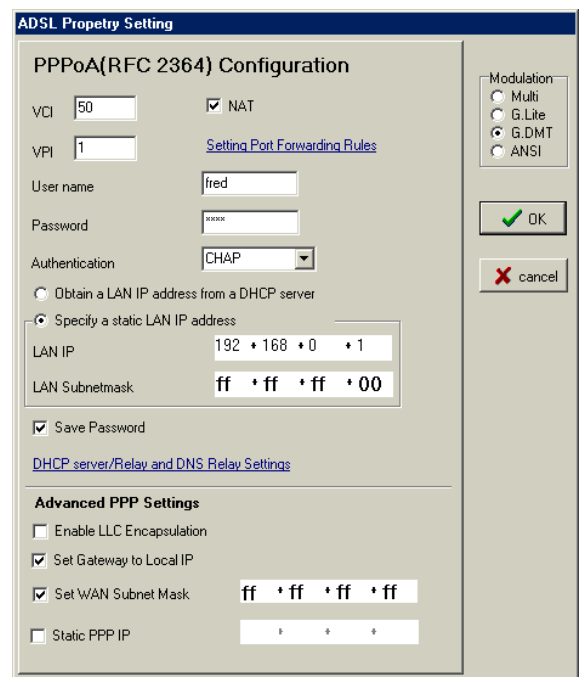 ADSL Propetry Setting
PPPoA(RFC 2364) Configuration
VCI 50 NAT
VPI 1 Setting Port Forwarding Rules
User name fred
Password ××××
Authentication CHAP
Obtain a LAN IP address from a DHCP server
Specify a static LAN IP address
LAN IP 192 • 168 • 0 • 1
LAN Subnetmask ff • ff • ff • 00
Save Password
DHCP server/Relay and DNS Relay Settings
Advanced PPP Settings
Enable LLC Encapsulation
Set Gateway to Local IP
Set WAN Subnet Mask ff • ff • ff • ff
Static PPP IP • • •
Modulation
Multi
G.Lite
G.DMT
ANSI
OK
cancel